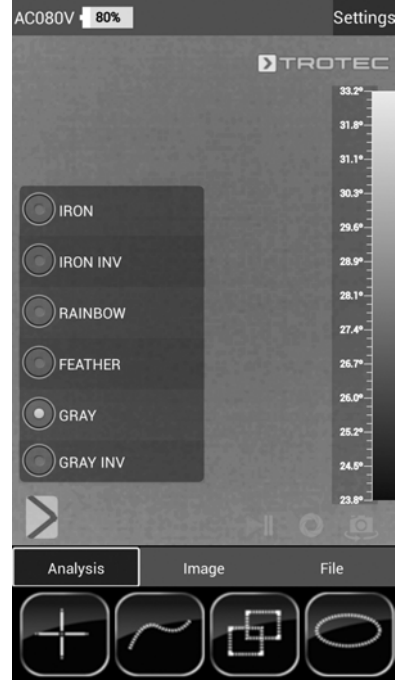 AC080V 80% Settings
TROTEC
33.2°
31.8°
31.1°
30.3°
29.6°
28.9°
28.1°
27.4°
26.7°
26.0°
25.2°
24.5°
23.8°
IRON
IRON INV
RAINBOW
FEATHER
GRAY
GRAY INV
Analysis Image File